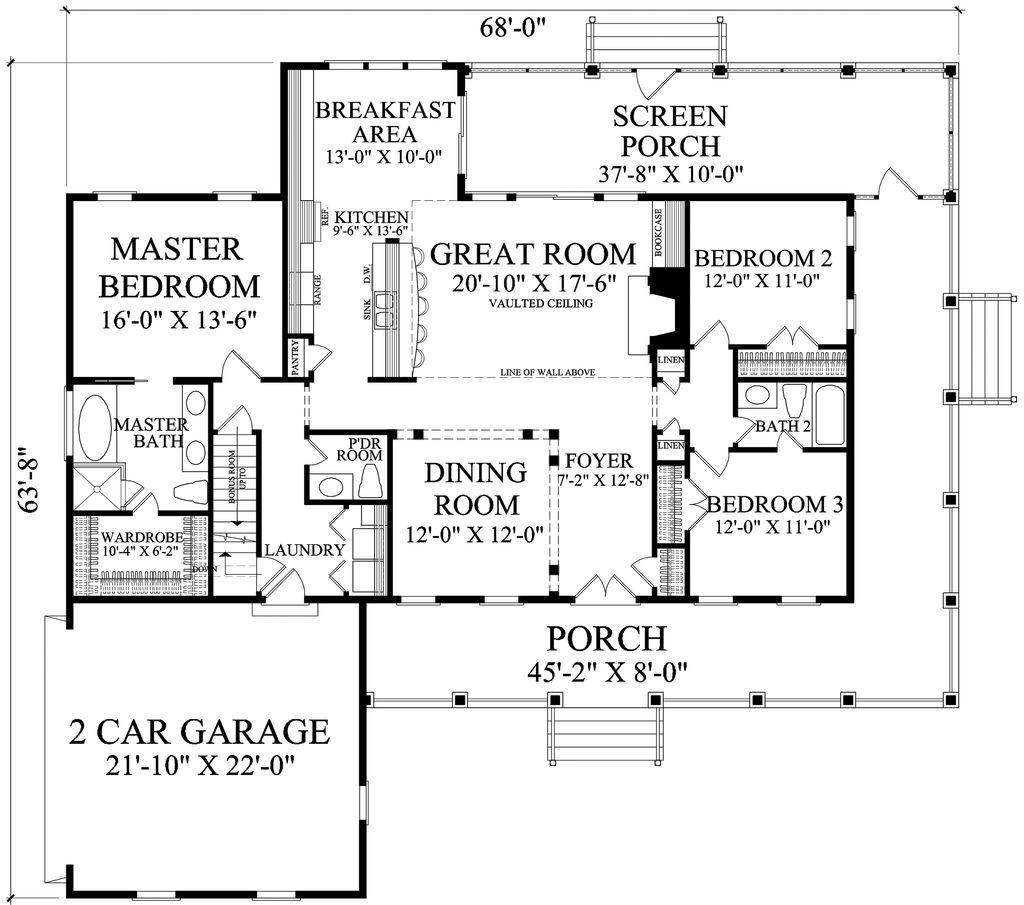 68'-0"
BREAKFAST
AREA
13'-0" X 10'-0"
SCREEN
PORCH
37'-8" X 10'-0"
REF.
KITCHEN
9'-6" X 13'-6"
BOOKCASE
MASTER
BEDROOM
16'-0" X 13'-6"
GREAT ROOM
20'-10" X 17'-6"
VAULTED CEILING
BEDROOM 2
12'-0" X 11'-0"
RANGE
SINK
D.W.
PANTRY
LINE OF WALL ABOVE
LINEN
MASTER
BATH
BATH 2
P'DR
ROOM
LINEN
63'-8"
BONUS ROOM
UP TO
DINING
ROOM
12'-0" X 12'-0"
FOYER
7'-2" X 12'-8"
BEDROOM 3
12'-0" X 11'-0"
WARDROBE
10'-4" X 6'-2"
LAUNDRY
DOWN
PORCH
45'-2" X 8'-0"
2 CAR GARAGE
21'-10" X 22'-0"